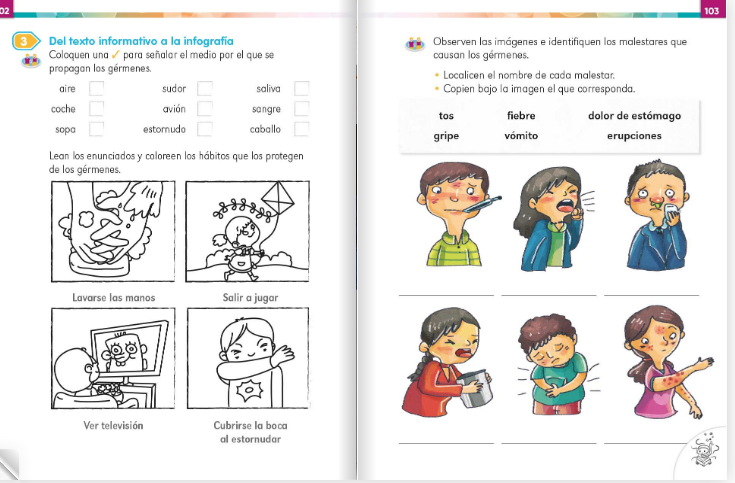 02
3 Del texto informativo a la infografía
Coloquen una ✓ para señalar el medio por el que se
propagan los gérmenes.
aire sudor saliva
coche avión sangre
sopa estornudo caballo
Lean los enunciados y coloreen los hábitos que los protegen
de los gérmenes.
Lavarse las manos
Salir a jugar
Ver televisión
Cubrirse la boca
al estornudar
103
Observen las imágenes e identifiquen los malestares que
causan los gérmenes.
• Localicen el nombre de cada malestar.
• Copien bajo la imagen el que corresponda.
tos fiebre dolor de estómago
gripe vómito erupciones